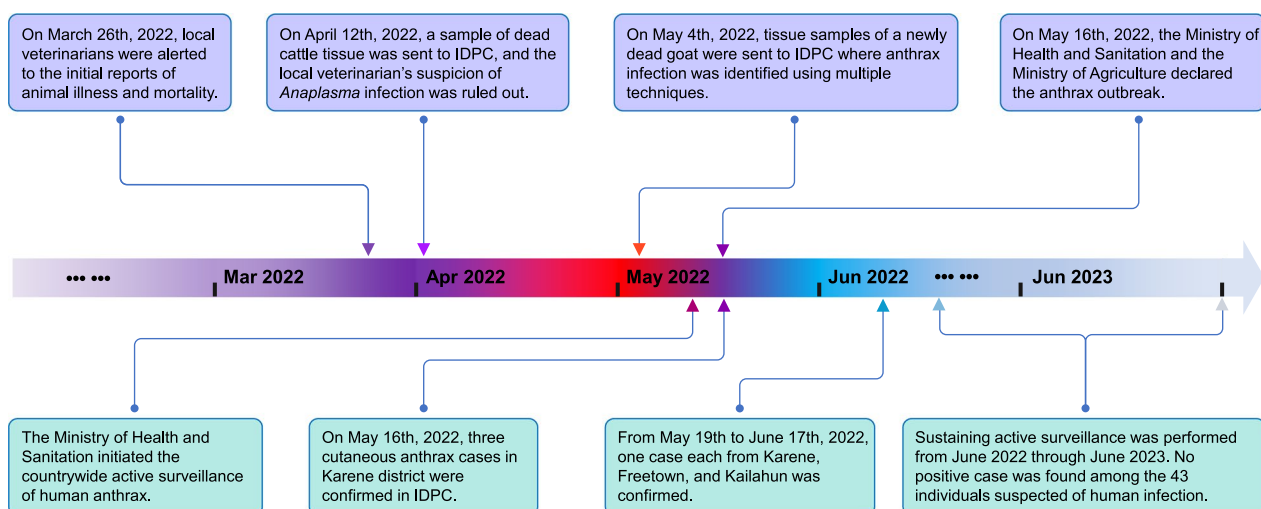 On March 26th, 2022, local
veterinarians were alerted
to the initial reports of
animal illness and mortality.
On April 12th, 2022, a sample of dead
cattle tissue was sent to IDPC, and the
local veterinarian's suspicion of
Anaplasma infection was ruled out.
On May 4th, 2022, tissue samples of a newly
dead goat were sent to IDPC where anthrax
infection was identified using multiple
techniques.
On May 16th, 2022, the Ministry of
Health and Sanitation and the
Ministry of Agriculture declared
the anthrax outbreak.
••• •••
Mar 2022
Apr 2022
May 2022
Jun 2022
••• •••
Jun 2023
The Ministry of Health and
Sanitation initiated the
countrywide active surveillance
of human anthrax.
On May 16th, 2022, three
cutaneous anthrax cases in
Karene district were
confirmed in IDPC.
From May 19th to June 17th, 2022,
one case each from Karene,
Freetown, and Kailahun was
confirmed.
Sustaining active surveillance was performed
from June 2022 through June 2023. No
positive case was found among the 43
individuals suspected of human infection.